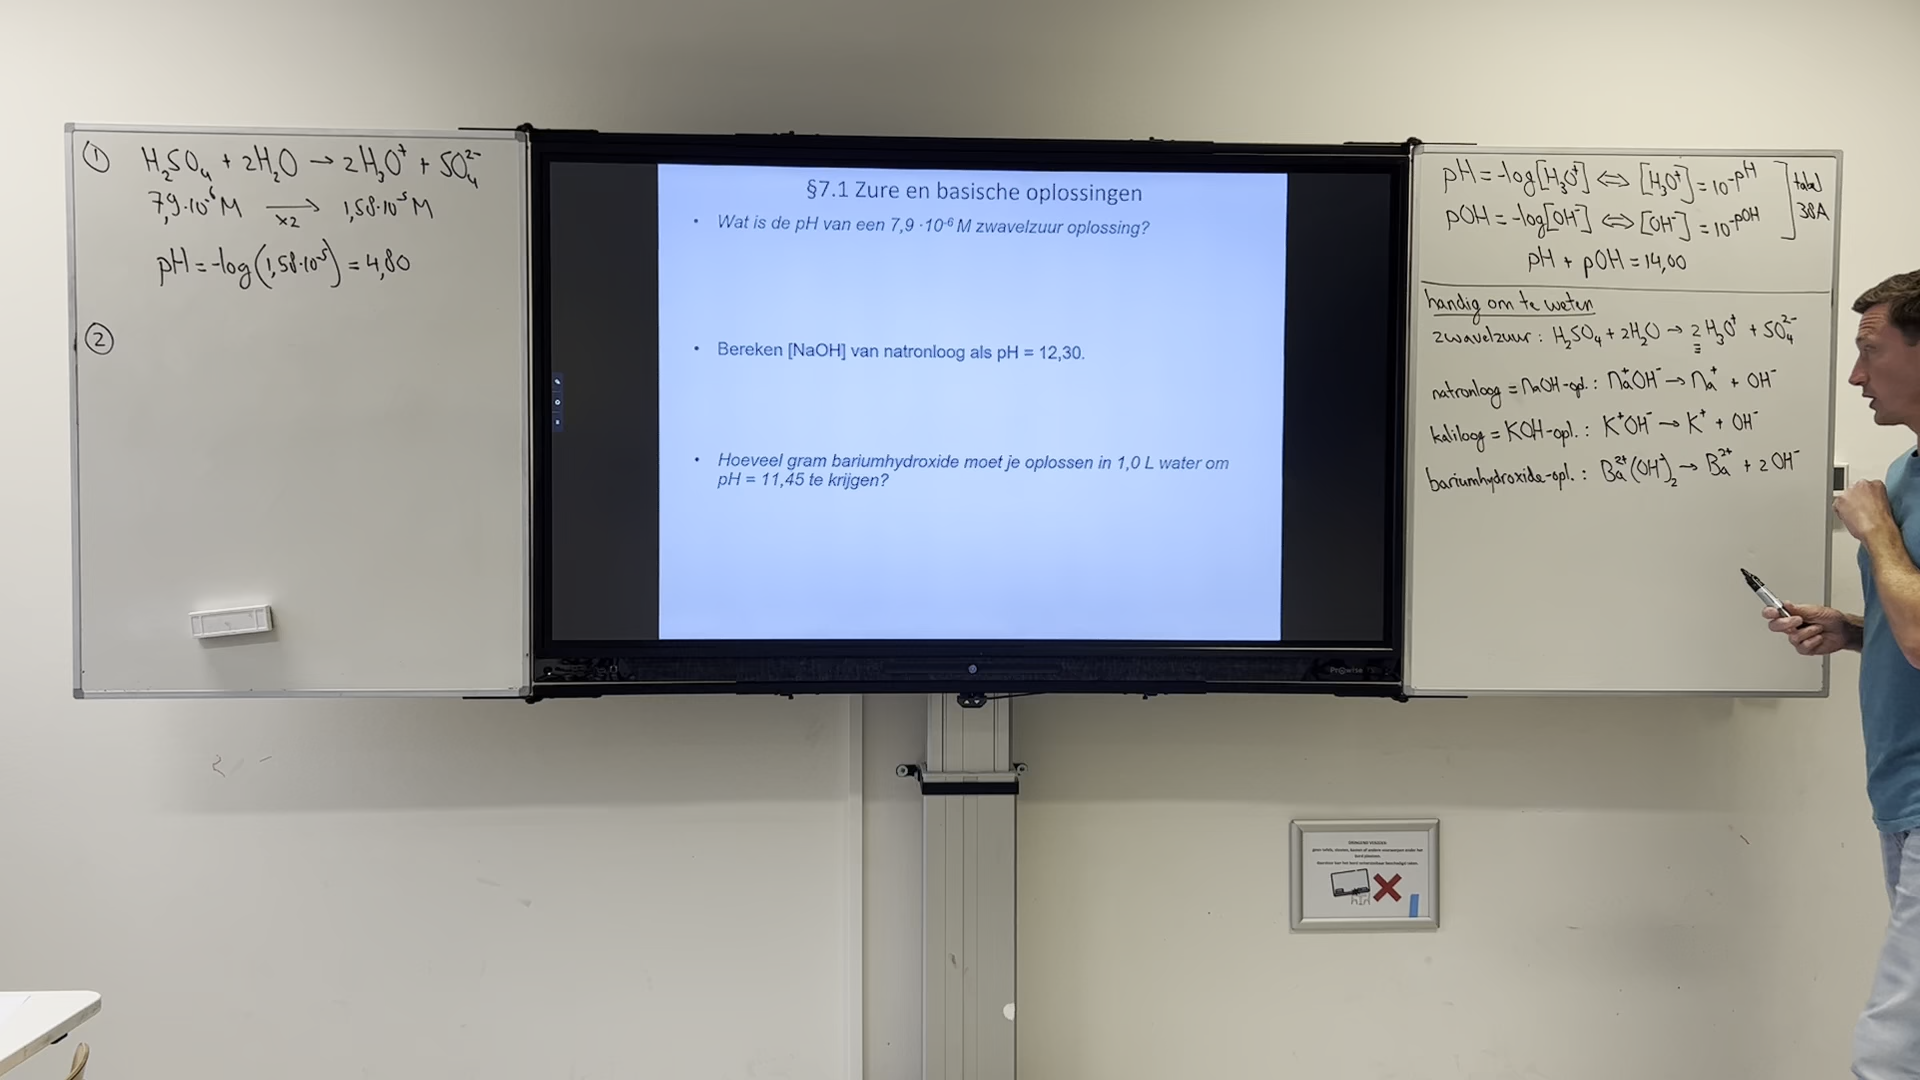 ① H₂SO₄ + 2H₂O → 2H₃O⁺ + SO₄²⁻
7,9·10⁻⁶ M →×2 1,58·10⁻⁵ M
pH = -log(1,58·10⁻⁵) = 4,80
②
§7.1 Zure en basische oplossingen
• Wat is de pH van een 7,9 ·10⁻⁶ M zwavelzuur oplossing?
• Bereken [NaOH] van natronloog als pH = 12,30.
• Hoeveel gram bariumhydroxide moet je oplossen in 1,0 L water om
pH = 11,45 te krijgen?
Prowise
pH = -log[H₃O⁺] ⇔ [H₃O⁺] = 10^-pH
pOH = -log[OH⁻] ⇔ [OH⁻] = 10^-pOH
tabel
38A
pH + pOH = 14,00
handig om te weten
zwavelzuur : H₂SO₄ + 2H₂O → 2H₃O⁺ + SO₄²⁻
natronloog = NaOH-opl. : Na⁺OH⁻ → Na⁺ + OH⁻
kaliloog = KOH-opl. : K⁺OH⁻ → K⁺ + OH⁻
bariumhydroxide-opl. : Ba²⁺(OH⁻)₂ → Ba²⁺ + 2 OH⁻